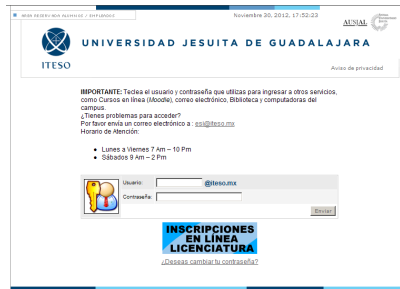 Noviembre 30, 2012, 17:52:23
AUSJAL
UNIVERSIDAD JESUITA DE GUADALAJARA
ITESO
Aviso de privacidad
IMPORTANTE: Teclea el usuario y contraseña que utilizas para ingresar a otros servicios,
como Cursos en línea (Moodle), correo electrónico, Biblioteca y computadoras del
campus.
¿Tienes problemas para acceder?
Por favor envía un correo electrónico a : esi@iteso.mx
Horario de Atención:
Lunes a Viernes 7 Am – 10 Pm
Sábados 9 Am – 2 Pm
Usuario: @iteso.mx
Contraseña:
Enviar
INSCRIPCIONES
EN LÍNEA
LICENCIATURA
¿Deseas cambiar tu contraseña?